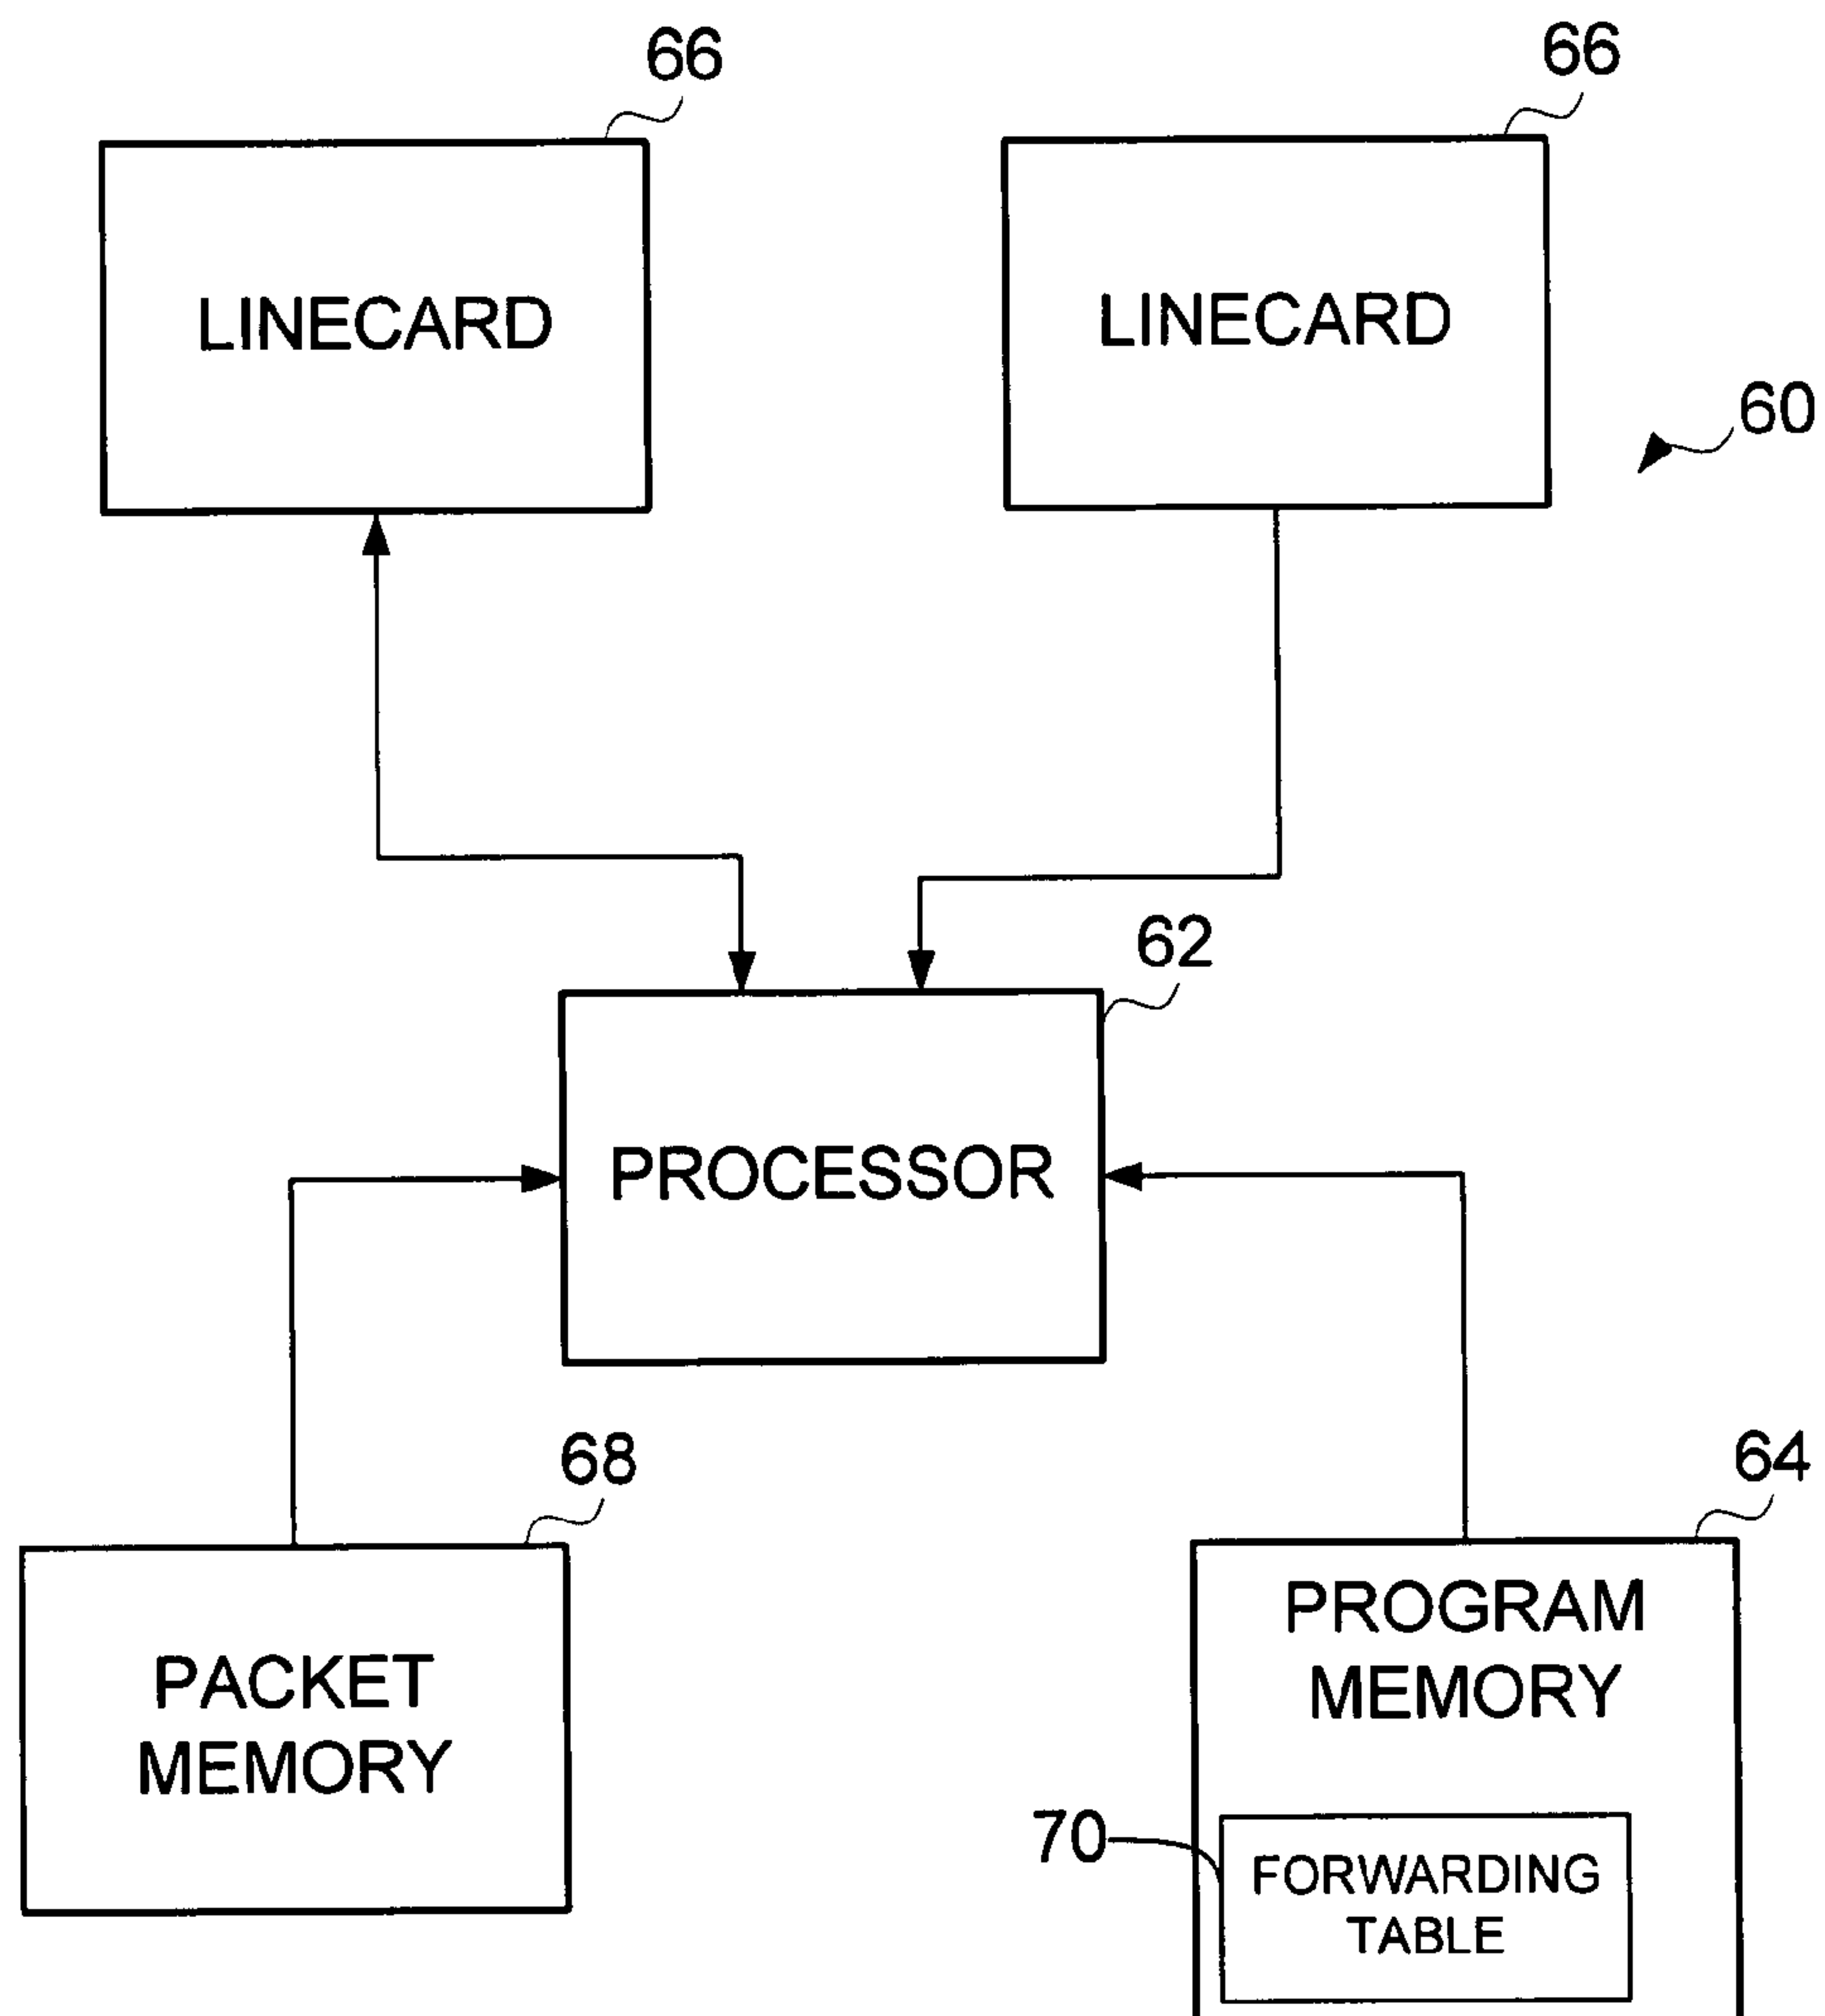 66
66
LINECARD
LINECARD
60
62
PROCESSOR
68
64
PROGRAM
MEMORY
PACKET
MEMORY
70
FORWARDING
TABLE